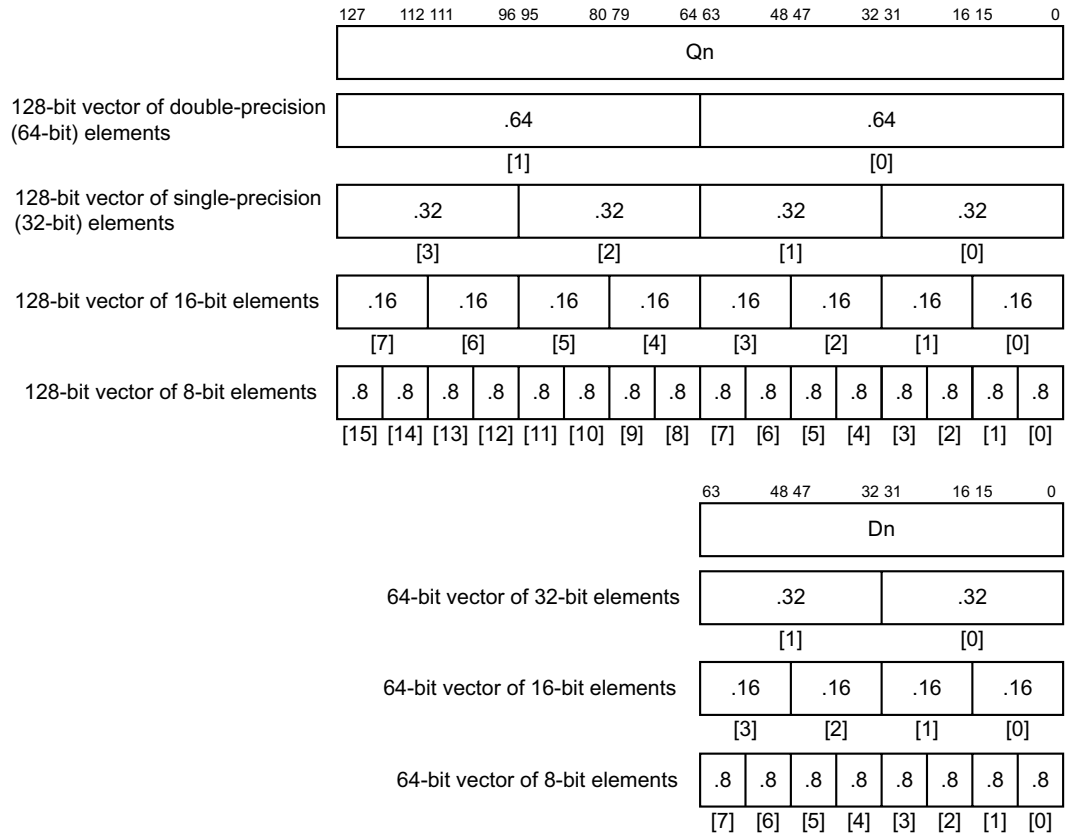 127 112 111 96 95 80 79 64 63 48 47 32 31 16 15 0
Qn
128-bit vector of double-precision
(64-bit) elements
.64 .64
[1] [0]
128-bit vector of single-precision
(32-bit) elements
.32 .32 .32 .32
[3] [2] [1] [0]
128-bit vector of 16-bit elements
.16 .16 .16 .16 .16 .16 .16 .16
[7] [6] [5] [4] [3] [2] [1] [0]
128-bit vector of 8-bit elements
.8 .8 .8 .8 .8 .8 .8 .8 .8 .8 .8 .8 .8 .8 .8 .8
[15] [14] [13] [12] [11] [10] [9] [8] [7] [6] [5] [4] [3] [2] [1] [0]
63 48 47 32 31 16 15 0
Dn
64-bit vector of 32-bit elements
.32 .32
[1] [0]
64-bit vector of 16-bit elements
.16 .16 .16 .16
[3] [2] [1] [0]
64-bit vector of 8-bit elements
.8 .8 .8 .8 .8 .8 .8 .8
[7] [6] [5] [4] [3] [2] [1] [0]